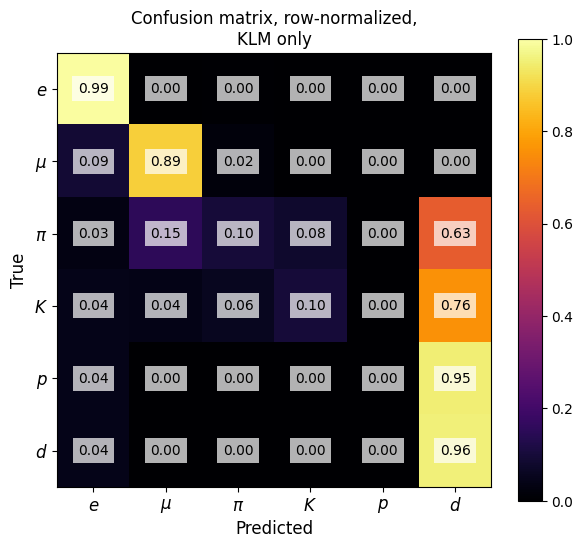 Confusion matrix, row-normalized,
KLM only
e 0.99 0.00 0.00 0.00 0.00 0.00
μ 0.09 0.89 0.02 0.00 0.00 0.00
π 0.03 0.15 0.10 0.08 0.00 0.63
K 0.04 0.04 0.06 0.10 0.00 0.76
p 0.04 0.00 0.00 0.00 0.00 0.95
d 0.04 0.00 0.00 0.00 0.00 0.96
e μ π K p d
True
Predicted
1.0
0.8
0.6
0.4
0.2
0.0